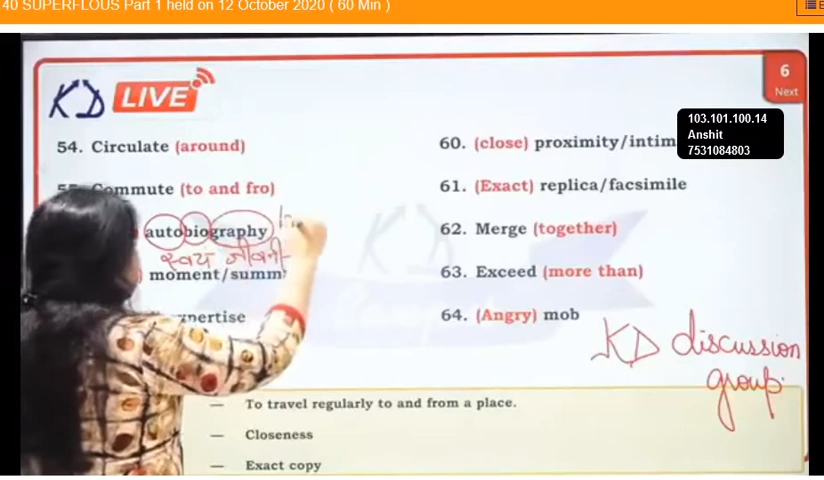 40 SUPERFLOUS Part 1 held on 12 October 2020 ( 60 Min )
KD LIVE
6
Next
103.101.100.14
Anshit
7531084803
54. Circulate (around)
Commute (to and fro)
autobiography
स्वयं जीवनी
moment/summ
pertise
60. (close) proximity/intim
61. (Exact) replica/facsimile
62. Merge (together)
63. Exceed (more than)
64. (Angry) mob
KD discussion
group.
— To travel regularly to and from a place.
— Closeness
— Exact copy